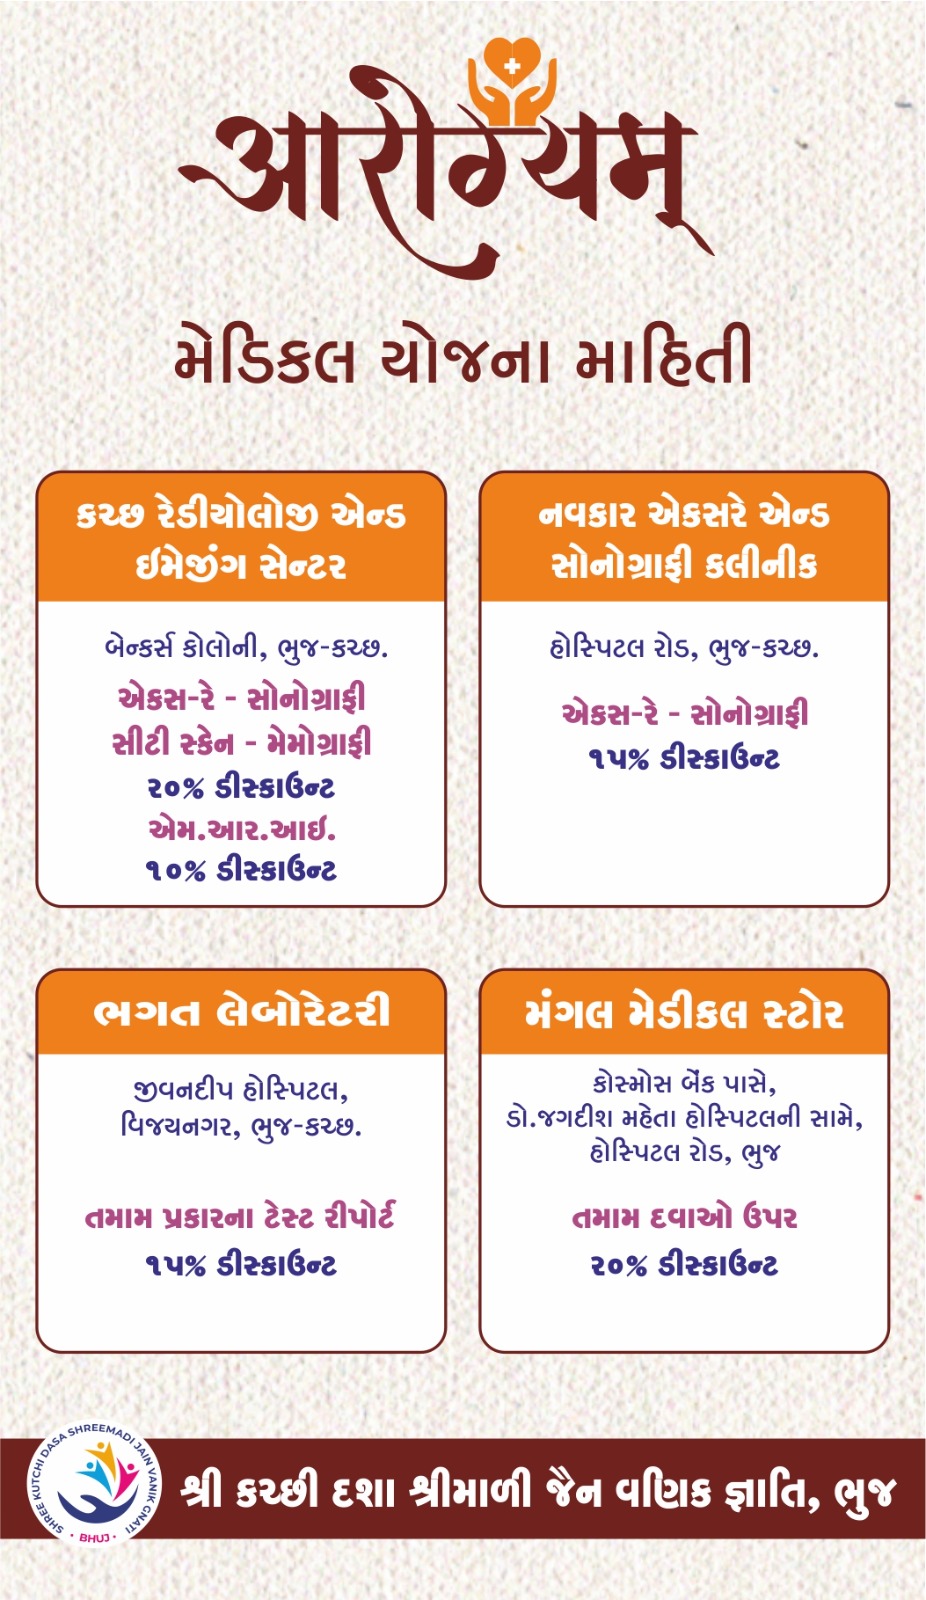 आरोग्यम्
મેડિકલ યોજના માહિતી
કચ્છ રેડીયોલોજી એન્ડ
ઈમેજીંગ સેન્ટર
બેન્કર્સ કોલોની, ભુજ-કચ્છ.
એકસ-રે - સોનોગ્રાફી
સીટી સ્કેન - મેમોગ્રાફી
૨૦% ડીસ્કાઉન્ટ
એમ.આર.આઈ.
૧૦% ડીસ્કાઉન્ટ
નવકાર એકસરે એન્ડ
સોનોગ્રાફી કલીનીક
હોસ્પિટલ રોડ, ભુજ-કચ્છ.
એકસ-રે - સોનોગ્રાફી
૧૫% ડીસ્કાઉન્ટ
ભગત લેબોરેટરી
જીવનદીપ હોસ્પિટલ,
વિજયનગર, ભુજ-કચ્છ.
તમામ પ્રકારના ટેસ્ટ રીપોર્ટ
૧૫% ડીસ્કાઉન્ટ
મંગલ મેડીકલ સ્ટોર
કોસ્મોસ બેંક પાસે,
ડો.જગદીશ મહેતા હોસ્પિટલની સામે,
હોસ્પિટલ રોડ, ભુજ
તમામ દવાઓ ઉપર
૨૦% ડીસ્કાઉન્ટ
SHREE KUTCHI DASA SHREEMADI JAIN VANIK GNATI
• BHUJ •
શ્રી કચ્છી દશા શ્રીમાળી જૈન વણિક જ્ઞાતિ, ભુજ